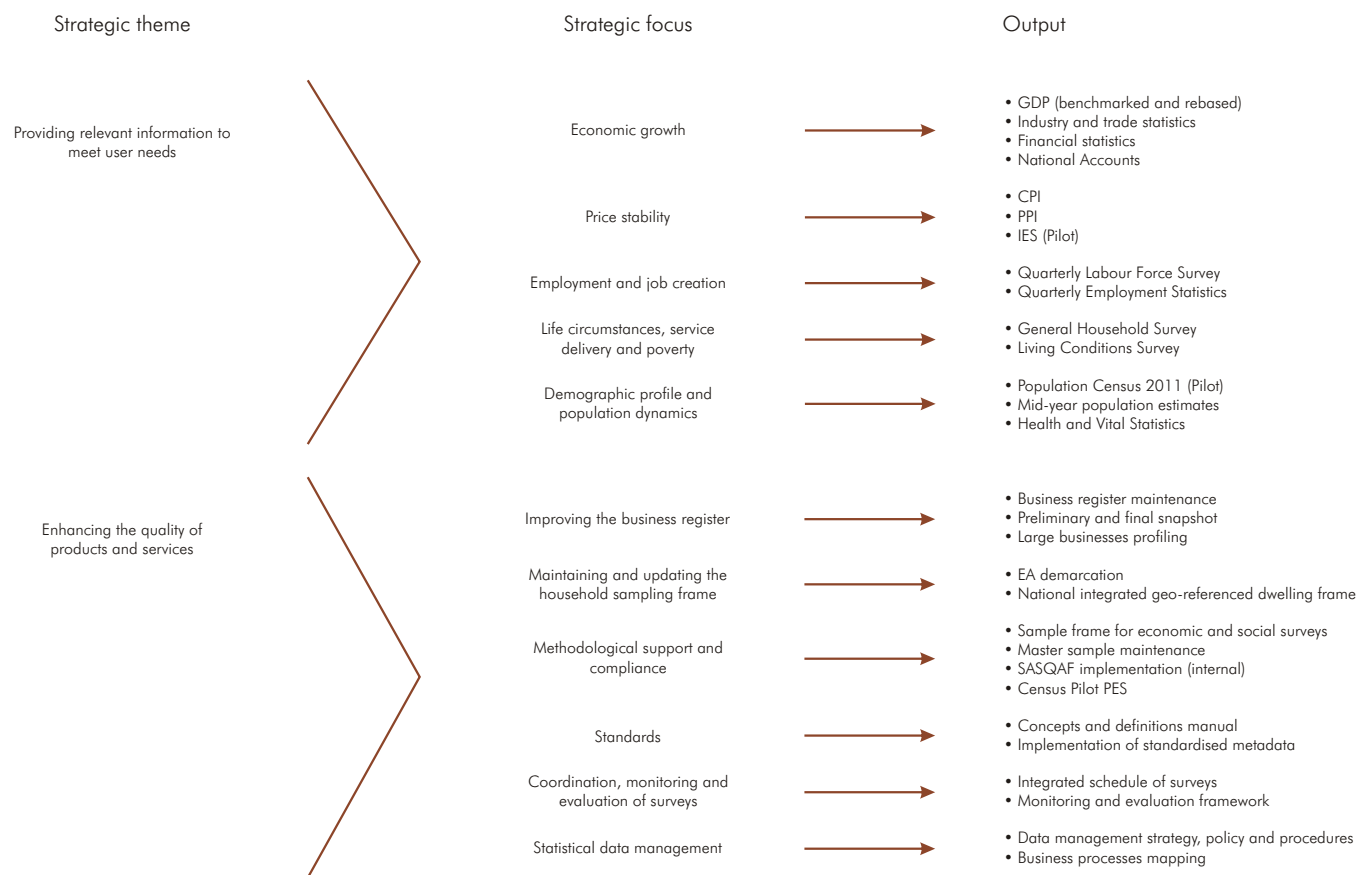 Strategic theme
Strategic focus
Output
Providing relevant information to
meet user needs
Economic growth
• GDP (benchmarked and rebased)
• Industry and trade statistics
• Financial statistics
• National Accounts
Price stability
• CPI
• PPI
• IES (Pilot)
Employment and job creation
• Quarterly Labour Force Survey
• Quarterly Employment Statistics
Life circumstances, service
delivery and poverty
• General Household Survey
• Living Conditions Survey
Demographic profile and
population dynamics
• Population Census 2011 (Pilot)
• Mid-year population estimates
• Health and Vital Statistics
Enhancing the quality of
products and services
Improving the business register
• Business register maintenance
• Preliminary and final snapshot
• Large businesses profiling
Maintaining and updating the
household sampling frame
• EA demarcation
• National integrated geo-referenced dwelling frame
Methodological support and
compliance
• Sample frame for economic and social surveys
• Master sample maintenance
• SASQAF implementation (internal)
• Census Pilot PES
Standards
• Concepts and definitions manual
• Implementation of standardised metadata
Coordination, monitoring and
evaluation of surveys
• Integrated schedule of surveys
• Monitoring and evaluation framework
Statistical data management
• Data management strategy, policy and procedures
• Business processes mapping